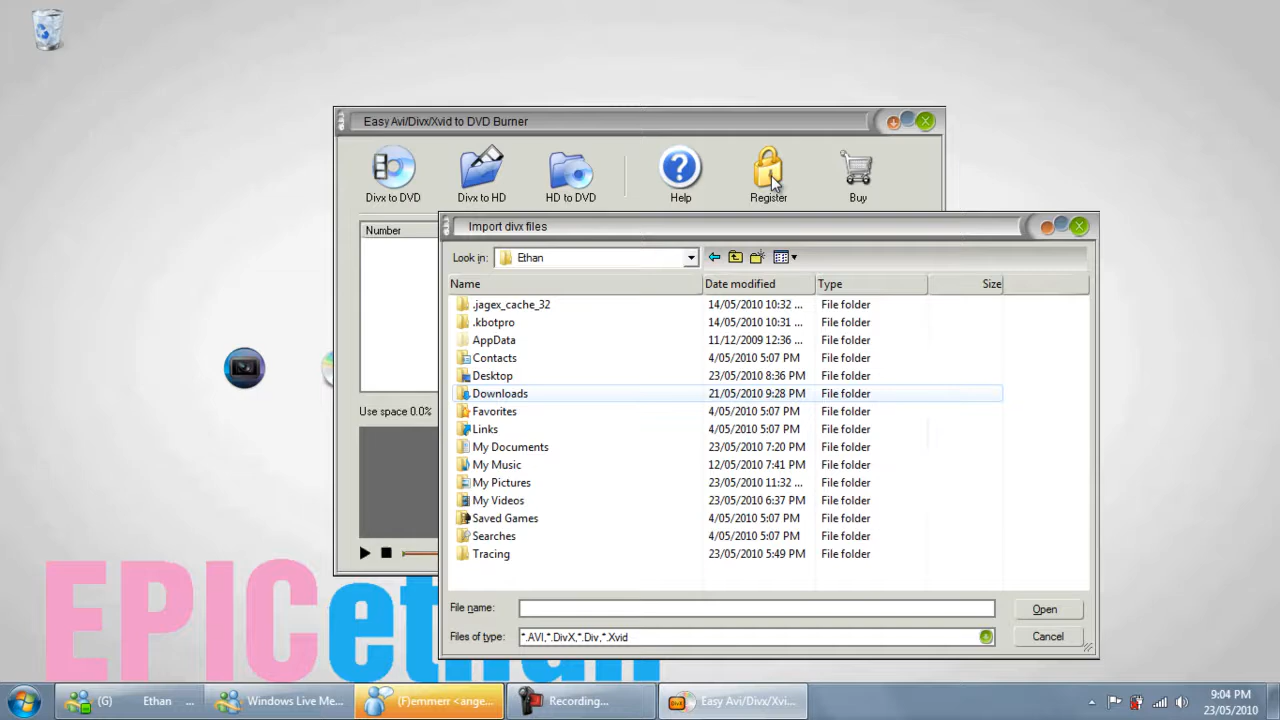 Easy Avi/Divx/Xvid to DVD Burner
Divx to DVD Divx to HD HD to DVD Help Register Buy
Number
Import divx files
Look in: Ethan
Name Date modified Type Size
.jagex_cache_32 14/05/2010 10:32 ... File folder
.kbotpro 14/05/2010 10:31 ... File folder
AppData 11/12/2009 12:36 ... File folder
Contacts 4/05/2010 5:07 PM File folder
Desktop 23/05/2010 8:36 PM File folder
Downloads 21/05/2010 9:28 PM File folder
Favorites 4/05/2010 5:07 PM File folder
Links 4/05/2010 5:07 PM File folder
My Documents 23/05/2010 7:20 PM File folder
My Music 12/05/2010 7:41 PM File folder
My Pictures 23/05/2010 11:32 ... File folder
My Videos 23/05/2010 6:37 PM File folder
Saved Games 4/05/2010 5:07 PM File folder
Searches 4/05/2010 5:07 PM File folder
Tracing 23/05/2010 5:49 PM File folder
Use space 0.0%
File name: Open
Files of type: *.AVI,*.DivX,*.Div,*.Xvid Cancel
EPICethan
(G) Ethan ... Windows Live Me... (F)emmerr <ange... Recording... Easy Avi/Divx/Xvi... 9:04 PM
23/05/2010